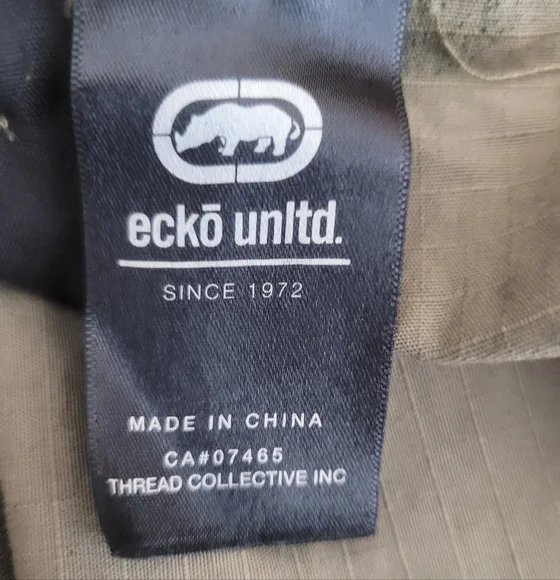 eckō unltd.
SINCE 1972
MADE IN CHINA
CA#07465
THREAD COLLECTIVE INC